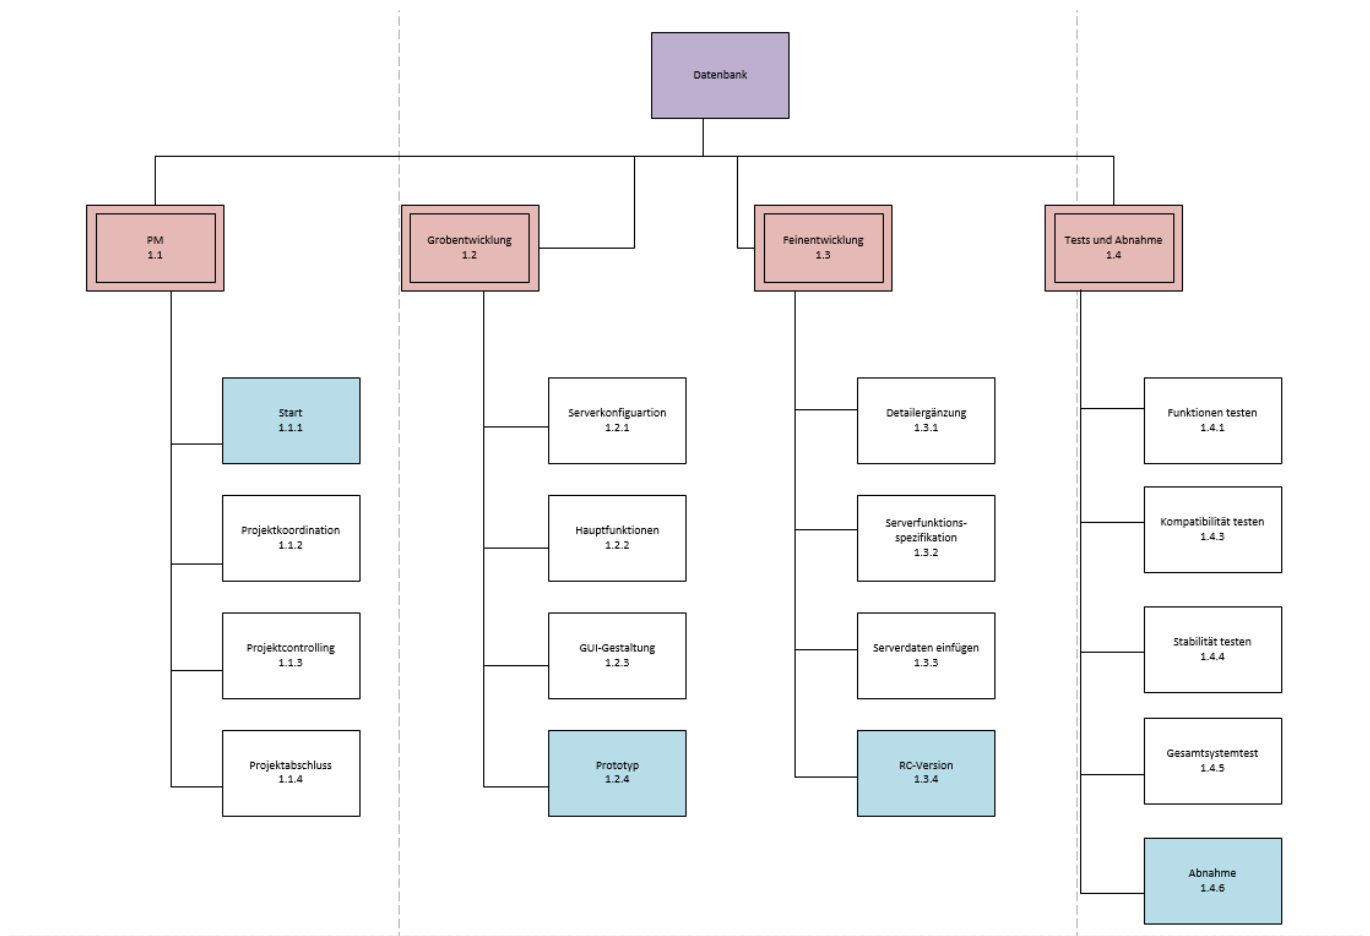 Datenbank
PM
1.1
Grobentwicklung
1.2
Feinentwicklung
1.3
Tests und Abnahme
1.4
Start
1.1.1
Projektkoordination
1.1.2
Projektcontrolling
1.1.3
Projektabschluss
1.1.4
Serverkonfiguartion
1.2.1
Hauptfunktionen
1.2.2
GUI-Gestaltung
1.2.3
Prototyp
1.2.4
Detailergänzung
1.3.1
Serverfunktions-
spezifikation
1.3.2
Serverdaten einfügen
1.3.3
RC-Version
1.3.4
Funktionen testen
1.4.1
Kompatibilität testen
1.4.3
Stabilität testen
1.4.4
Gesamtsystemtest
1.4.5
Abnahme
1.4.6